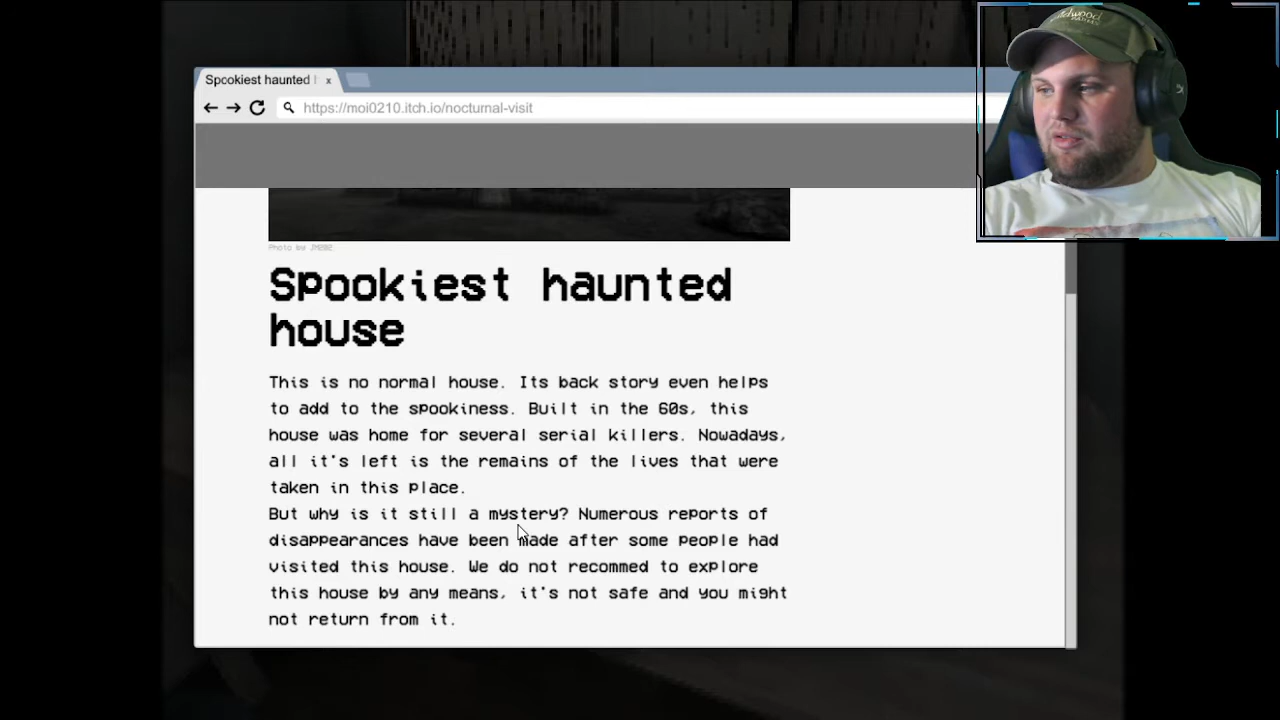 Spookiest haunted
x
https://moi0210.itch.io/nocturnal-visit
Photo by JM202
Spookiest haunted
house
This is no normal house. Its back story even helps
to add to the spookiness. Built in the 60s, this
house was home for several serial killers. Nowadays,
all it's left is the remains of the lives that were
taken in this place.
But why is it still a mystery? Numerous reports of
disappearances have been made after some people had
visited this house. We do not recommed to explore
this house by any means, it's not safe and you might
not return from it.